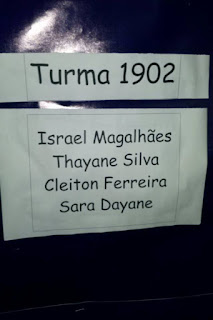 Turma 1902
Israel Magalhães
Thayane Silva
Cleiton Ferreira
Sara Dayane